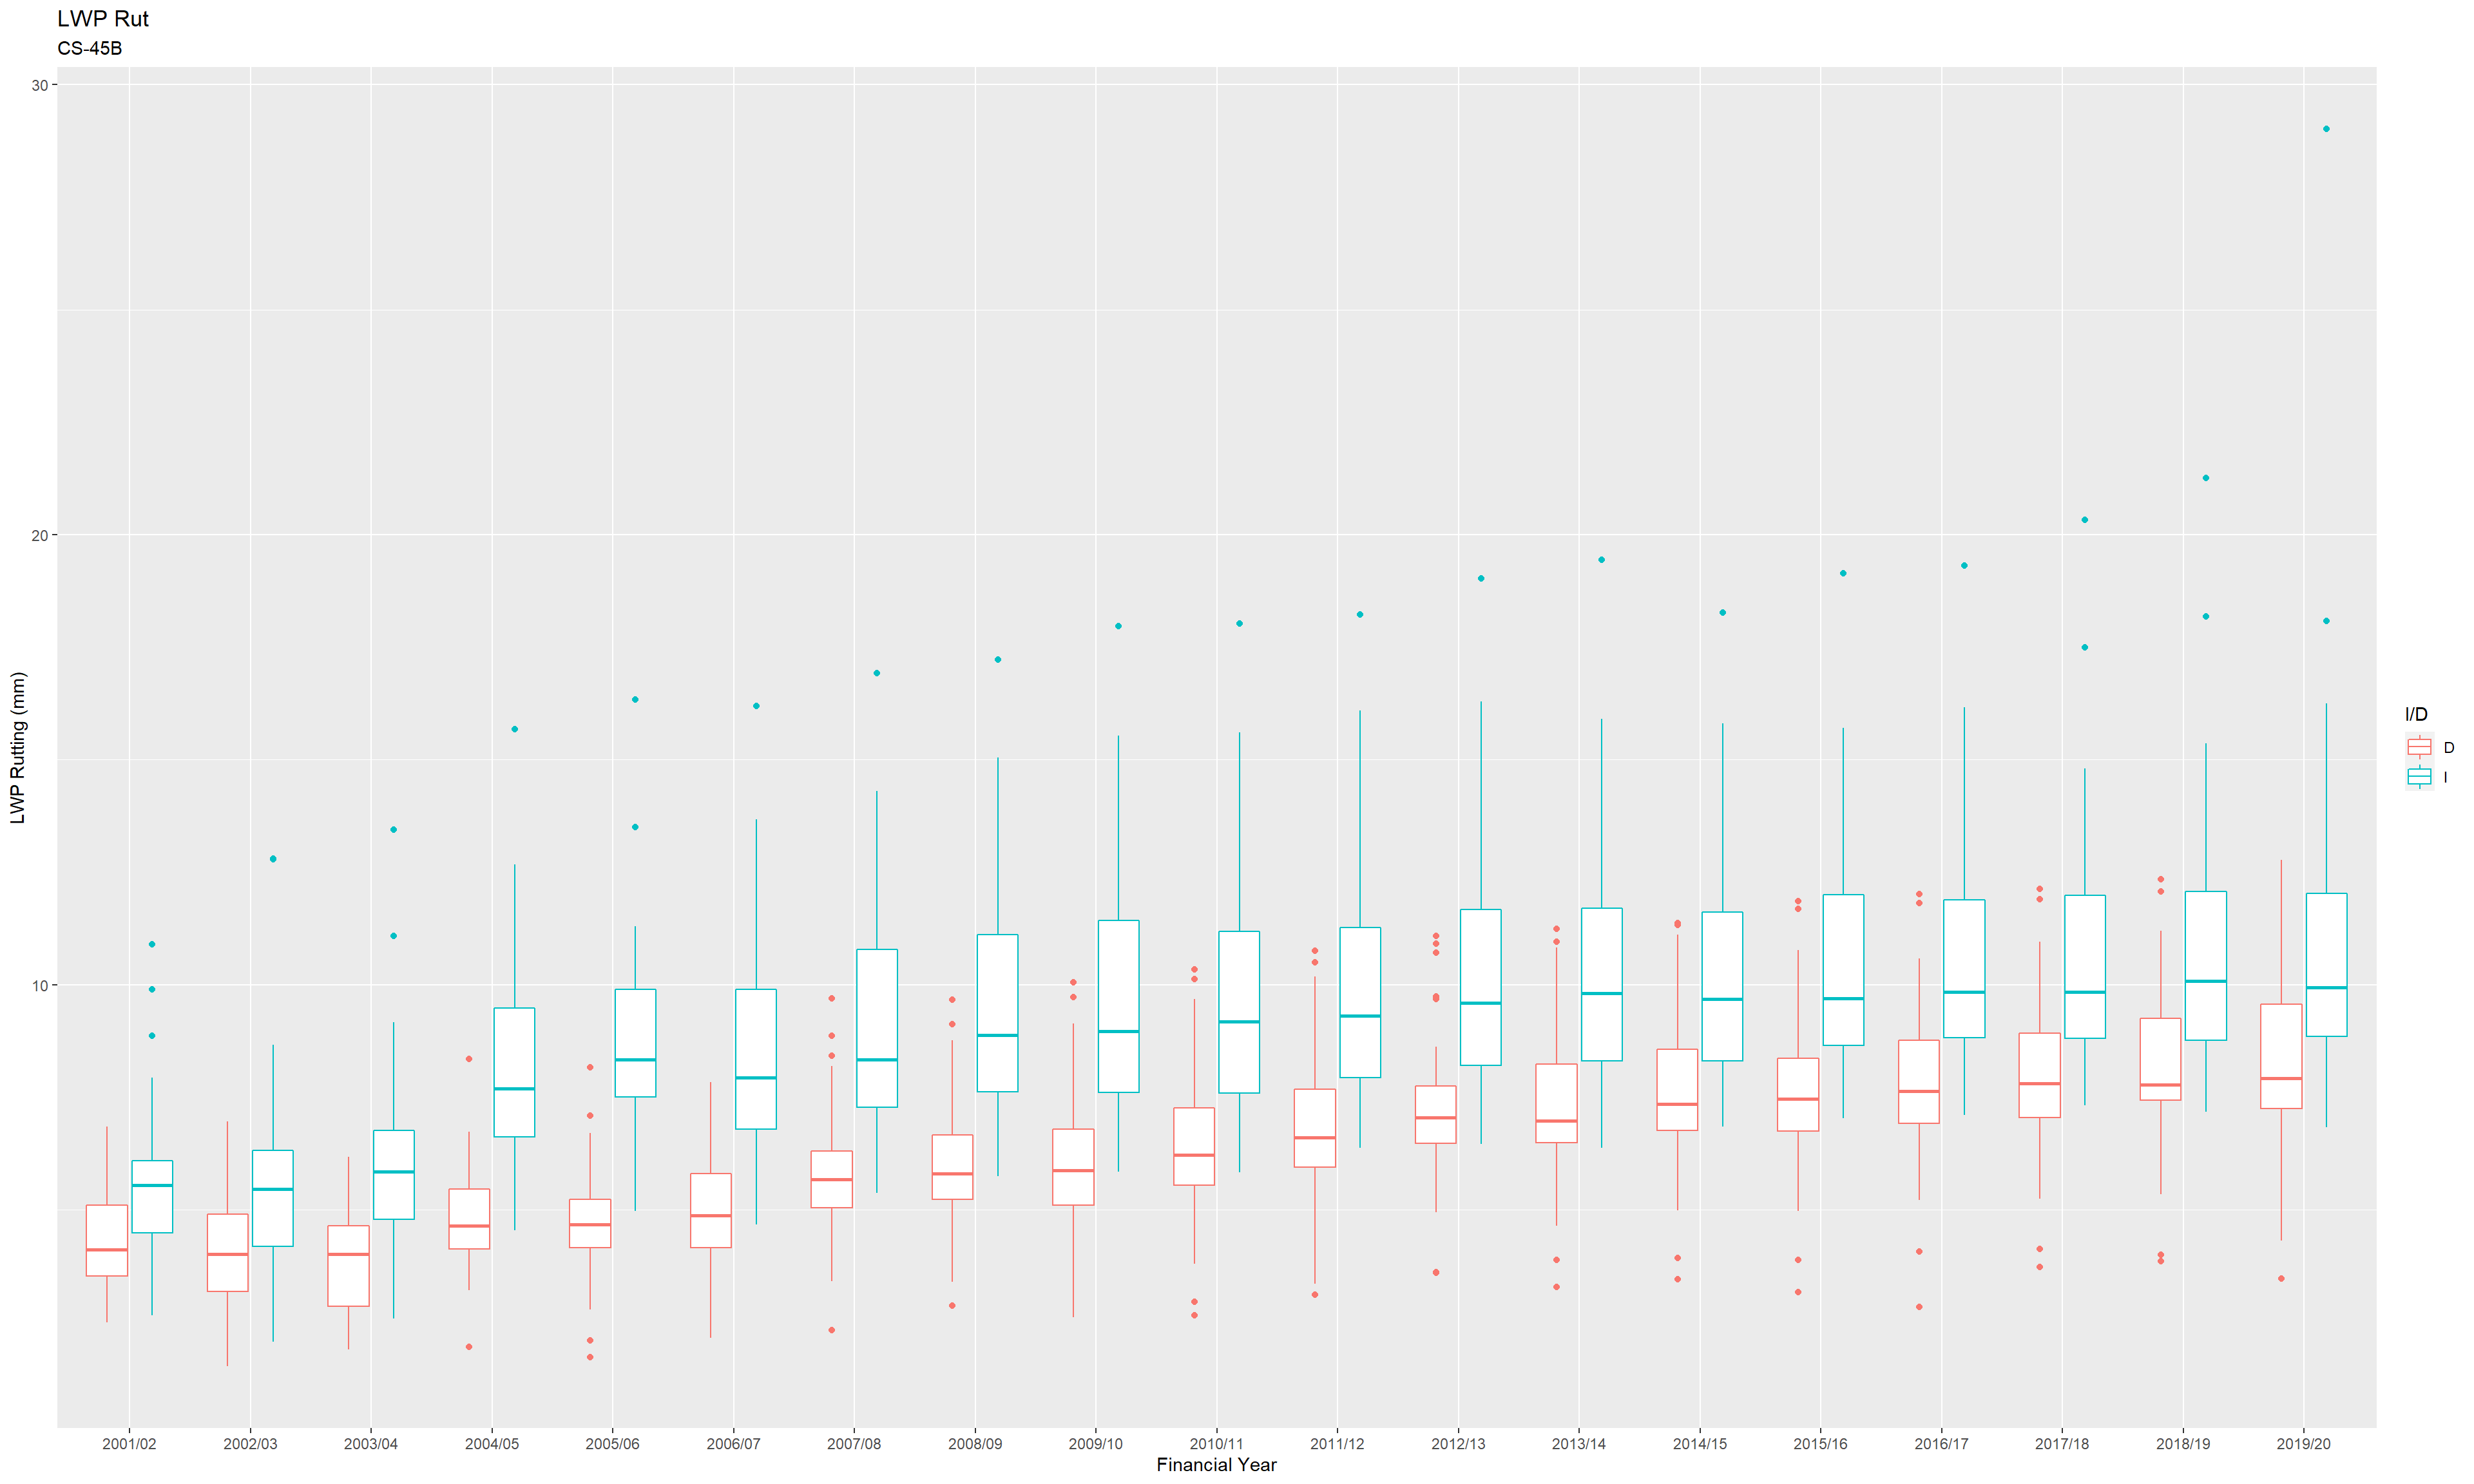 LWP Rut
CS-45B
30
20
10
LWP Rutting (mm)
2001/02 2002/03 2003/04 2004/05 2005/06 2006/07 2007/08 2008/09 2009/10 2010/11 2011/12 2012/13 2013/14 2014/15 2015/16 2016/17 2017/18 2018/19 2019/20
Financial Year
I/D
D
I